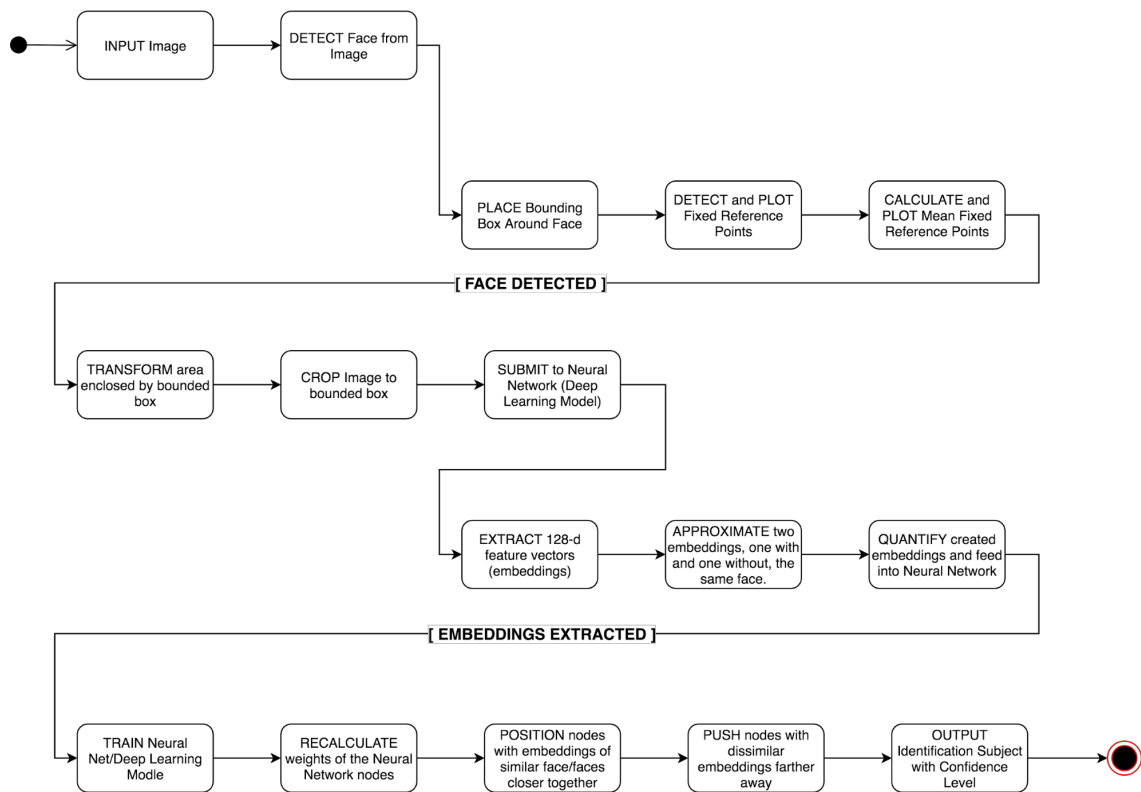 INPUT Image
DETECT Face from
Image
PLACE Bounding
Box Around Face
DETECT and PLOT
Fixed Reference
Points
CALCULATE and
PLOT Mean Fixed
Reference Points
[ FACE DETECTED ]
TRANSFORM area
enclosed by bounded
box
CROP Image to
bounded box
SUBMIT to Neural
Network (Deep
Learning Model)
EXTRACT 128-d
feature vectors
(embeddings)
APPROXIMATE two
embeddings, one with
and one without, the
same face.
QUANTIFY created
embeddings and feed
into Neural Network
[ EMBEDDINGS EXTRACTED ]
TRAIN Neural
Net/Deep Learning
Modle
RECALCULATE
weights of the Neural
Network nodes
POSITION nodes
with embeddings of
similar face/faces
closer together
PUSH nodes with
dissimilar
embeddings farther
away
OUTPUT
Identification Subject
with Confidence
Level